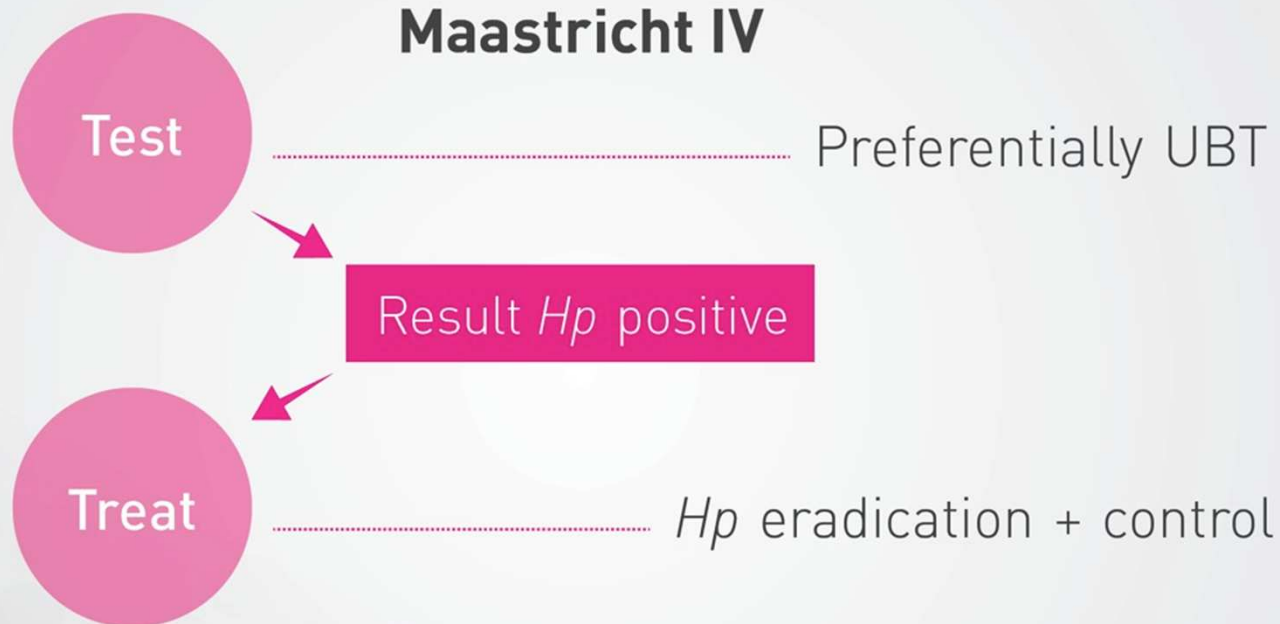 Maastricht IV
Test
Preferentially UBT
Result Hp positive
Treat
Hp eradication + control